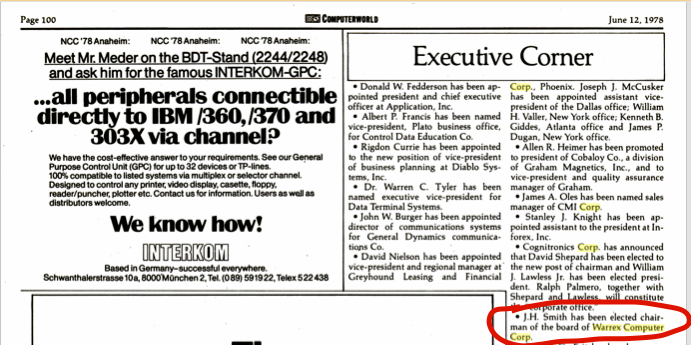 Page 100
COMPUTERWORLD
June 12, 1978
NCC '78 Anaheim: NCC '78 Anaheim: NCC '78 Anaheim:
Meet Mr. Meder on the BDT-Stand (2244/2248)
and ask him for the famous INTERKOM-GPC:
...all peripherals connectible
directly to IBM /360,/370 and
303X via channel?
We have the cost-effective answer to your requirements. See our General
Purpose Control Unit (GPC) for up to 32 devices or TP-lines.
100% compatible to listed systems via multiplex or selector channel.
Designed to control any printer, video display, casette, floppy,
reader/puncher, plotter etc. Contact us for information. Users as well as
distributors welcome.
We know how!
INTERKOM
Based in Germany–successful everywhere.
Schwanthalerstrasse 10a, 8000 München 2, Tel. (089) 591922, Telex 522 438
Executive Corner
• Donald W. Fedderson has been ap-
pointed president and chief executive
officer at Application, Inc.
• Albert P. Francis has been named
vice-president, Plato business office,
for Control Data Education Co.
• Rigdon Currie has been appointed
to the new position of vice-president
of business planning at Diablo Sys-
tems, Inc.
• Dr. Warren C. Tyler has been
named executive vice-president for
Data Terminal Systems.
• John W. Burger has been appointed
director of communications systems
for General Dynamics communica-
tions Co.
• David Nielson has been appointed
vice-president and regional manager at
Greyhound Leasing and Financial
Corp., Phoenix. Joseph J. McCusker
has been appointed assistant vice-
president of the Dallas office; William
H. Valler, New York office; Kenneth B.
Giddes, Atlanta office and James P.
Dugan, New York office.
• Allen R. Heimer has been promoted
to president of Cobaloy Co., a division
of Graham Magnetics, Inc., and to
vice-president and quality assurance
manager of Graham.
• James A. Oles has been named sales
manager of CMI Corp.
• Stanley J. Knight has been ap-
pointed assistant to the president at In-
forex, Inc.
• Cognitronics Corp. has announced
that David Shepard has been elected to
the new post of chairman and William
J. Lawless Jr. has been elected presi-
dent. Ralph Palmero, together with
Shepard and Lawless, will constitute
the corporate office.
• J.H. Smith has been elected chair-
man of the board of Warrex Computer
Corp.